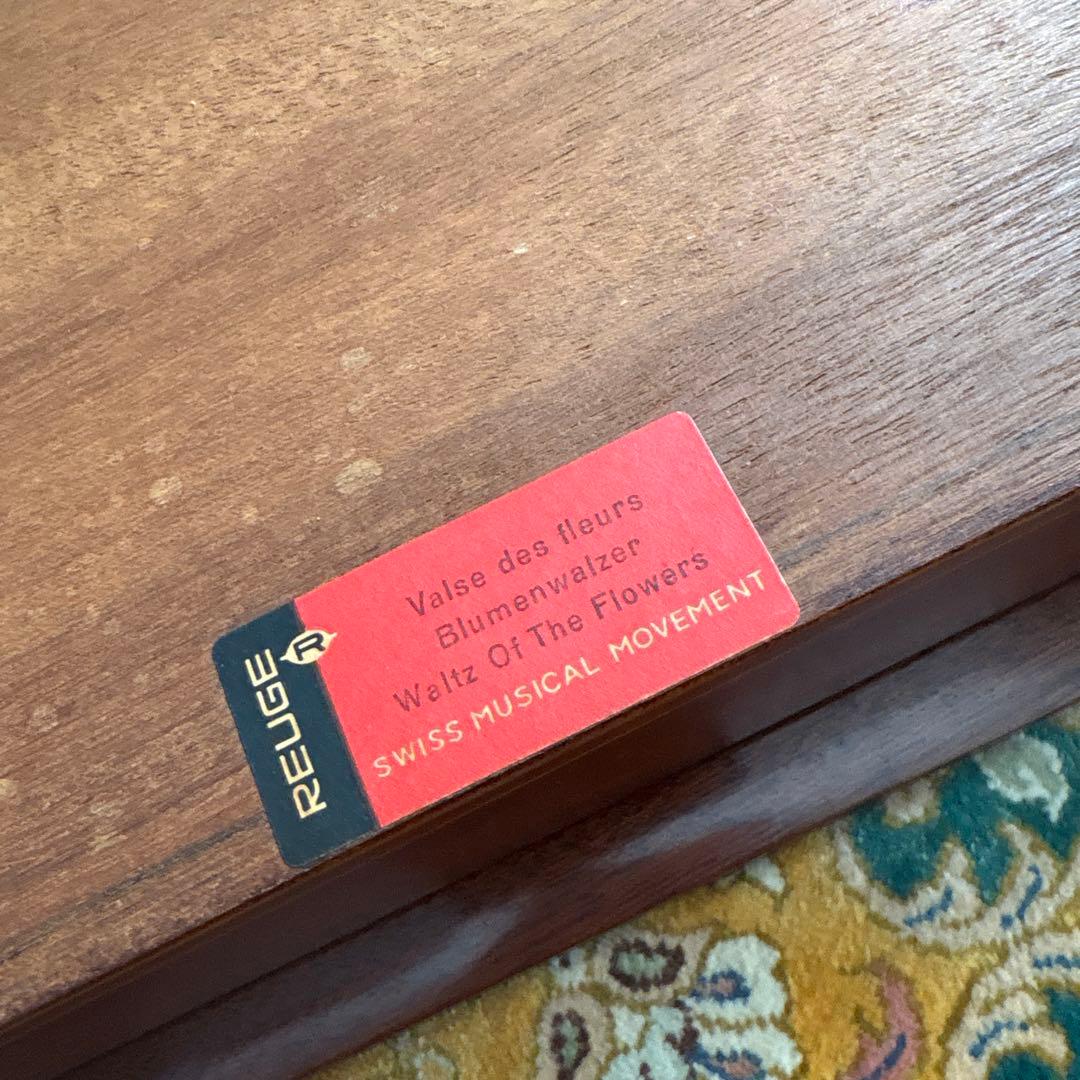 REUGE
R
Valse des fleurs
Blumenwalzer
Waltz Of The Flowers
SWISS MUSICAL MOVEMENT